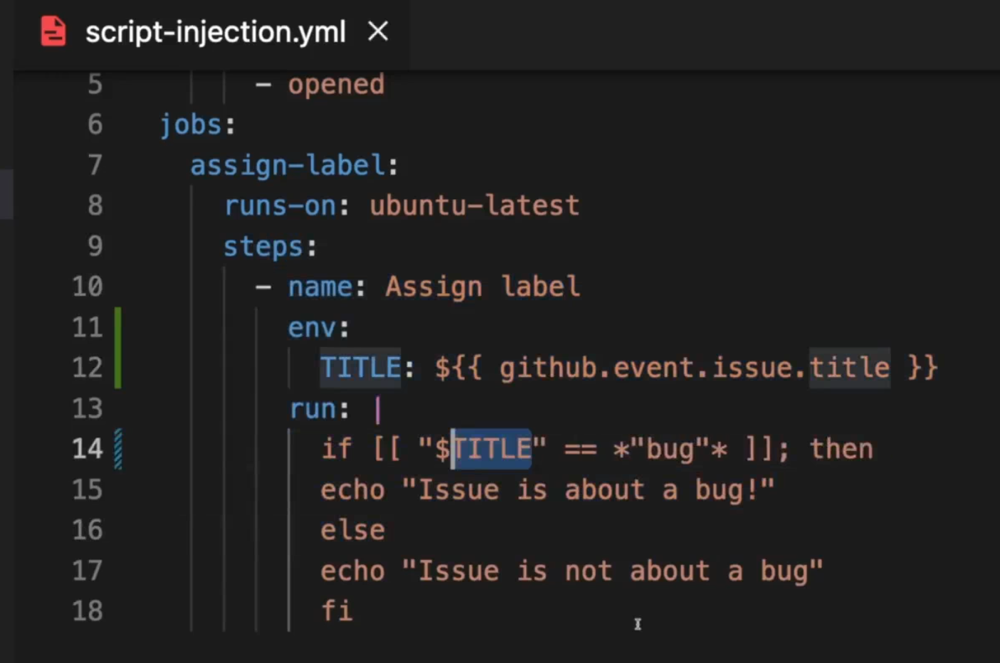 script-injection.yml ×
5 - opened
6 jobs:
7 assign-label:
8 runs-on: ubuntu-latest
9 steps:
10 - name: Assign label
11 env:
12 TITLE: ${{ github.event.issue.title }}
13 run: |
14 if [[ "$TITLE" == *"bug"* ]]; then
15 echo "Issue is about a bug!"
16 else
17 echo "Issue is not about a bug"
18 fi